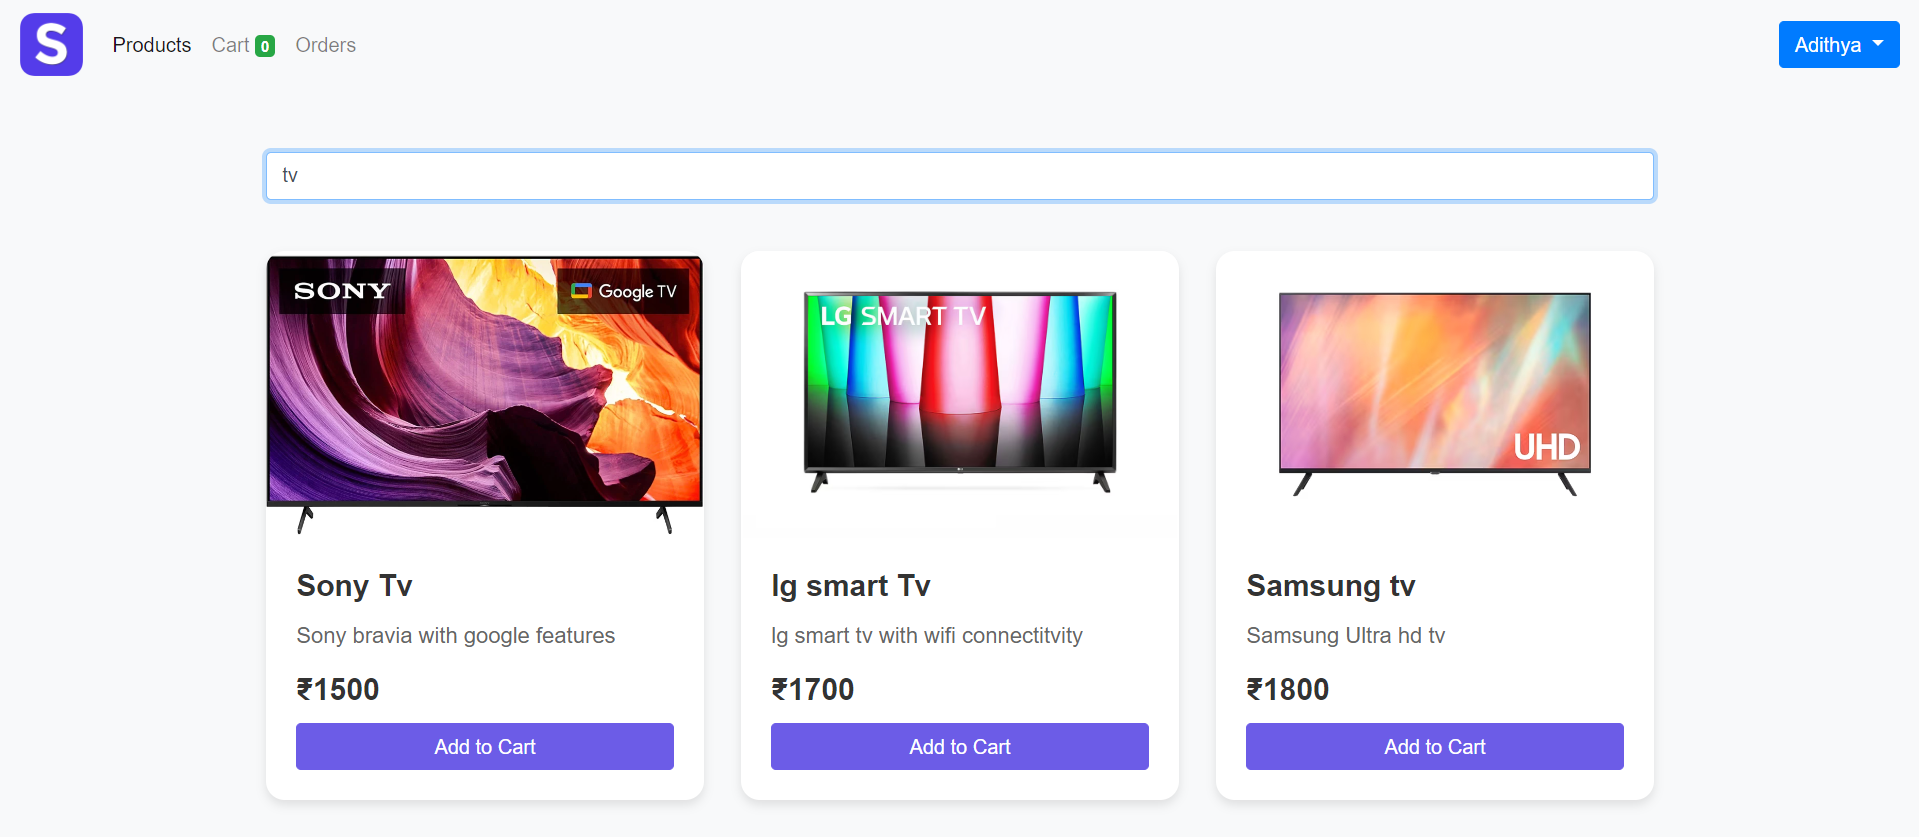 S
Products Cart 0 Orders
Adithya
tv
SONY
Google TV
LG SMART TV
UHD
Sony Tv
Sony bravia with google features
₹1500
Add to Cart
lg smart Tv
lg smart tv with wifi connectitvity
₹1700
Add to Cart
Samsung tv
Samsung Ultra hd tv
₹1800
Add to Cart